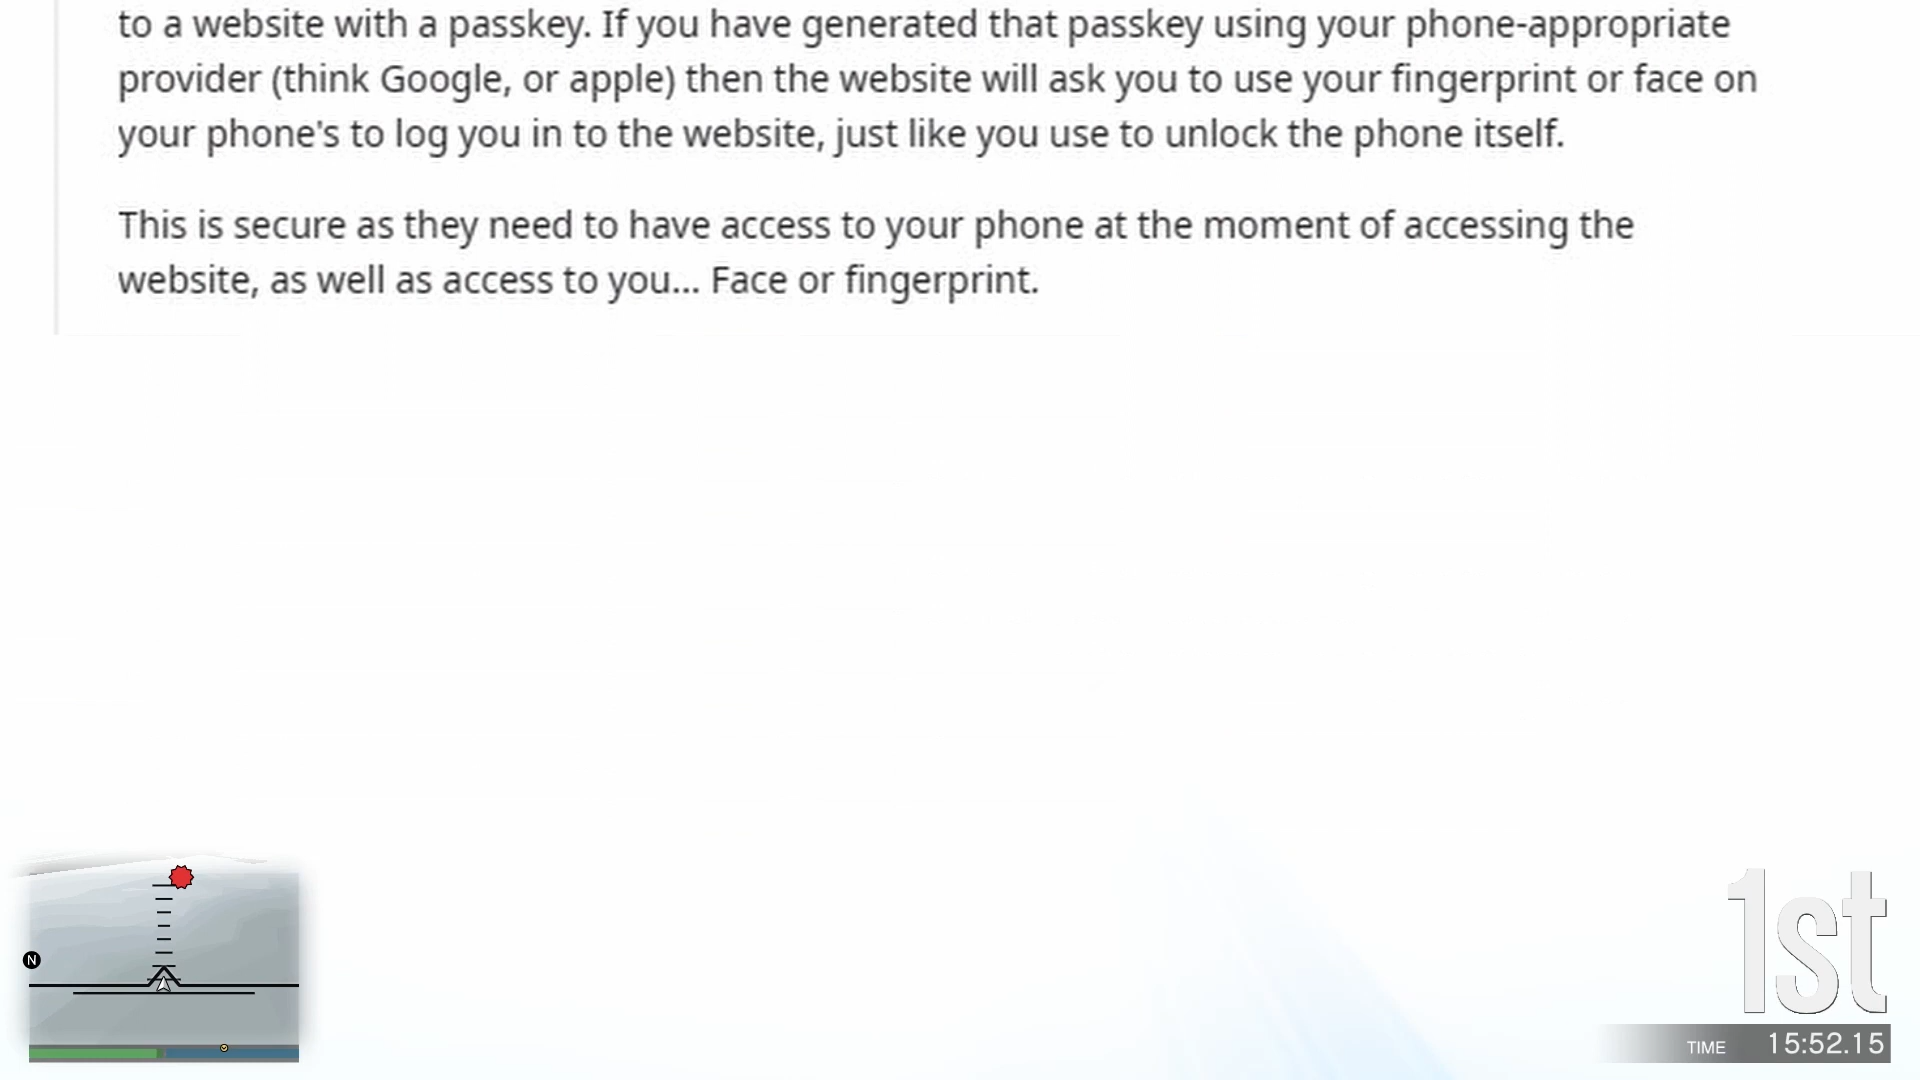 to a website with a passkey. If you have generated that passkey using your phone-appropriate
provider (think Google, or apple) then the website will ask you to use your fingerprint or face on
your phone's to log you in to the website, just like you use to unlock the phone itself.
This is secure as they need to have access to your phone at the moment of accessing the
website, as well as access to you... Face or fingerprint.
N
1st
TIME 15:52.15